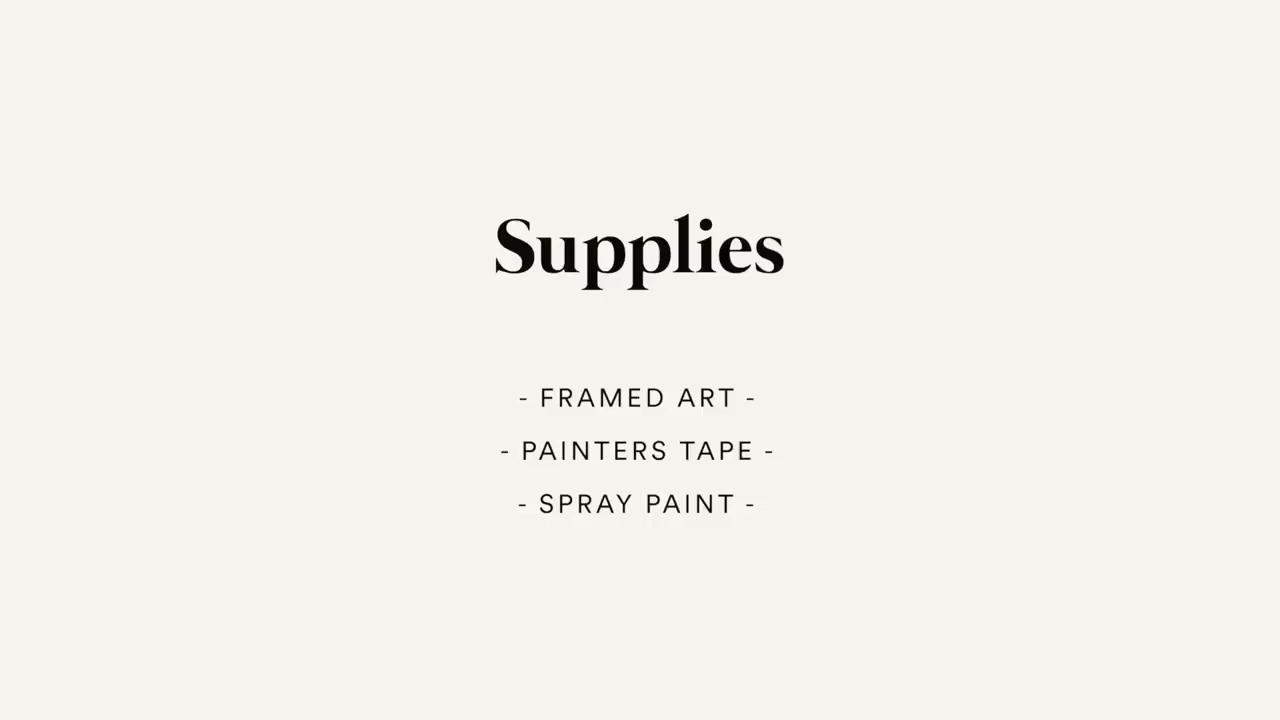 Supplies
- FRAMED ART -
- PAINTERS TAPE -
- SPRAY PAINT -